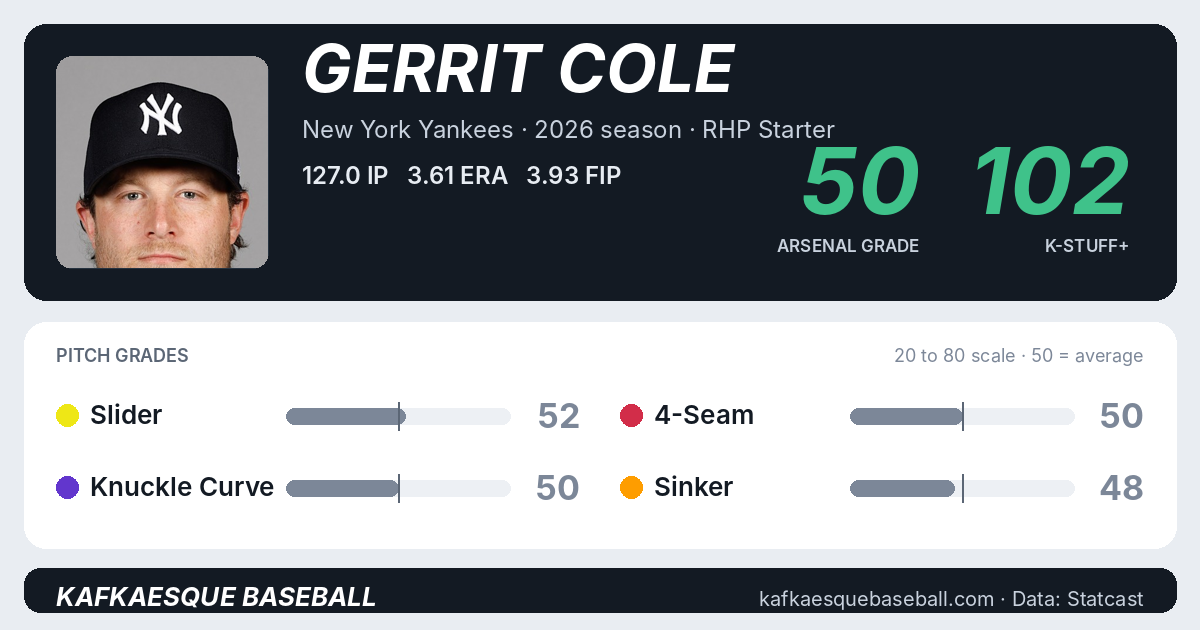 GERRIT COLE
New York Yankees · 2026 season · RHP Starter
127.0 IP 3.61 ERA 3.93 FIP
50 102
ARSENAL GRADE K-STUFF+
NY
PITCH GRADES 20 to 80 scale · 50 = average
Slider 52 4-Seam 50
Knuckle Curve 50 Sinker 48
KAFKAESQUE BASEBALL kafkaesquebaseball.com · Data: Statcast